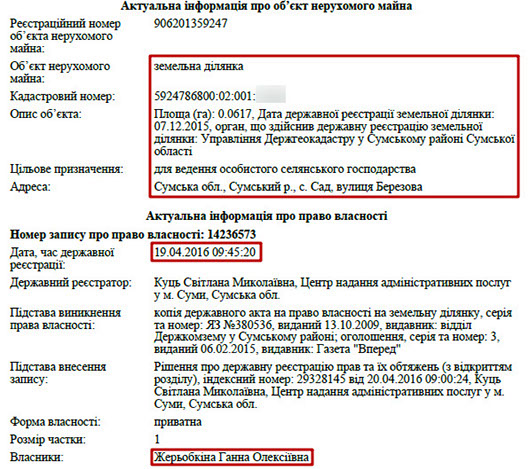 Актуальна інформація про об’єкт нерухомого майна
Реєстраційний номер об’єкта нерухомого майна: 906201359247
Об’єкт нерухомого майна: земельна ділянка
Кадастровий номер: 5924786800:02:001:
Опис об’єкта: Площа (га): 0.0617, Дата державної реєстрації земельної ділянки:
07.12.2015, орган, що здійснив державну реєстрацію земельної
ділянки: Управління Держгеокадастру у Сумському районі Сумської
області
Цільове призначення: для ведення особистого селянського господарства
Адреса: Сумська обл., Сумський р., с. Сад, вулиця Березова
Актуальна інформація про право власності
Номер запису про право власності: 14236573
Дата, час державної реєстрації: 19.04.2016 09:45:20
Державний реєстратор: Куць Світлана Миколаївна, Центр надання адміністративних послуг
у м. Суми, Сумська обл.
Підстава виникнення права власності: копія державного акта на право власності на земельну ділянку, серія
та номер: ЯЗ №380536, виданий 13.10.2009, видавник: відділ
Держкомзему у Сумському районі; оголошення, серія та номер: 3,
виданий 06.02.2015, видавник: Газета "Вперед"
Підстава внесення запису: Рішення про державну реєстрацію прав та їх обтяжень (з відкриттям
розділу), індексний номер: 29328145 від 20.04.2016 09:00:24, Куць
Світлана Миколаївна, Центр надання адміністративних послуг у м.
Суми, Сумська обл.
Форма власності: приватна
Розмір частки: 1
Власники: Жерьобкіна Ганна Олексіївна